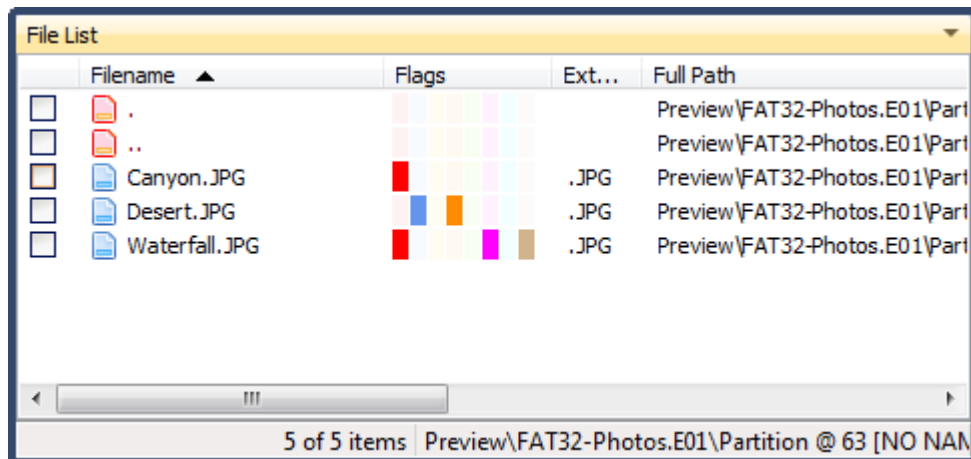 File List
Filename Flags Ext... Full Path
. Preview\FAT32-Photos.E01\Part
.. Preview\FAT32-Photos.E01\Part
Canyon.JPG .JPG Preview\FAT32-Photos.E01\Part
Desert.JPG .JPG Preview\FAT32-Photos.E01\Part
Waterfall.JPG .JPG Preview\FAT32-Photos.E01\Part
5 of 5 items Preview\FAT32-Photos.E01\Partition @ 63 [NO NAM